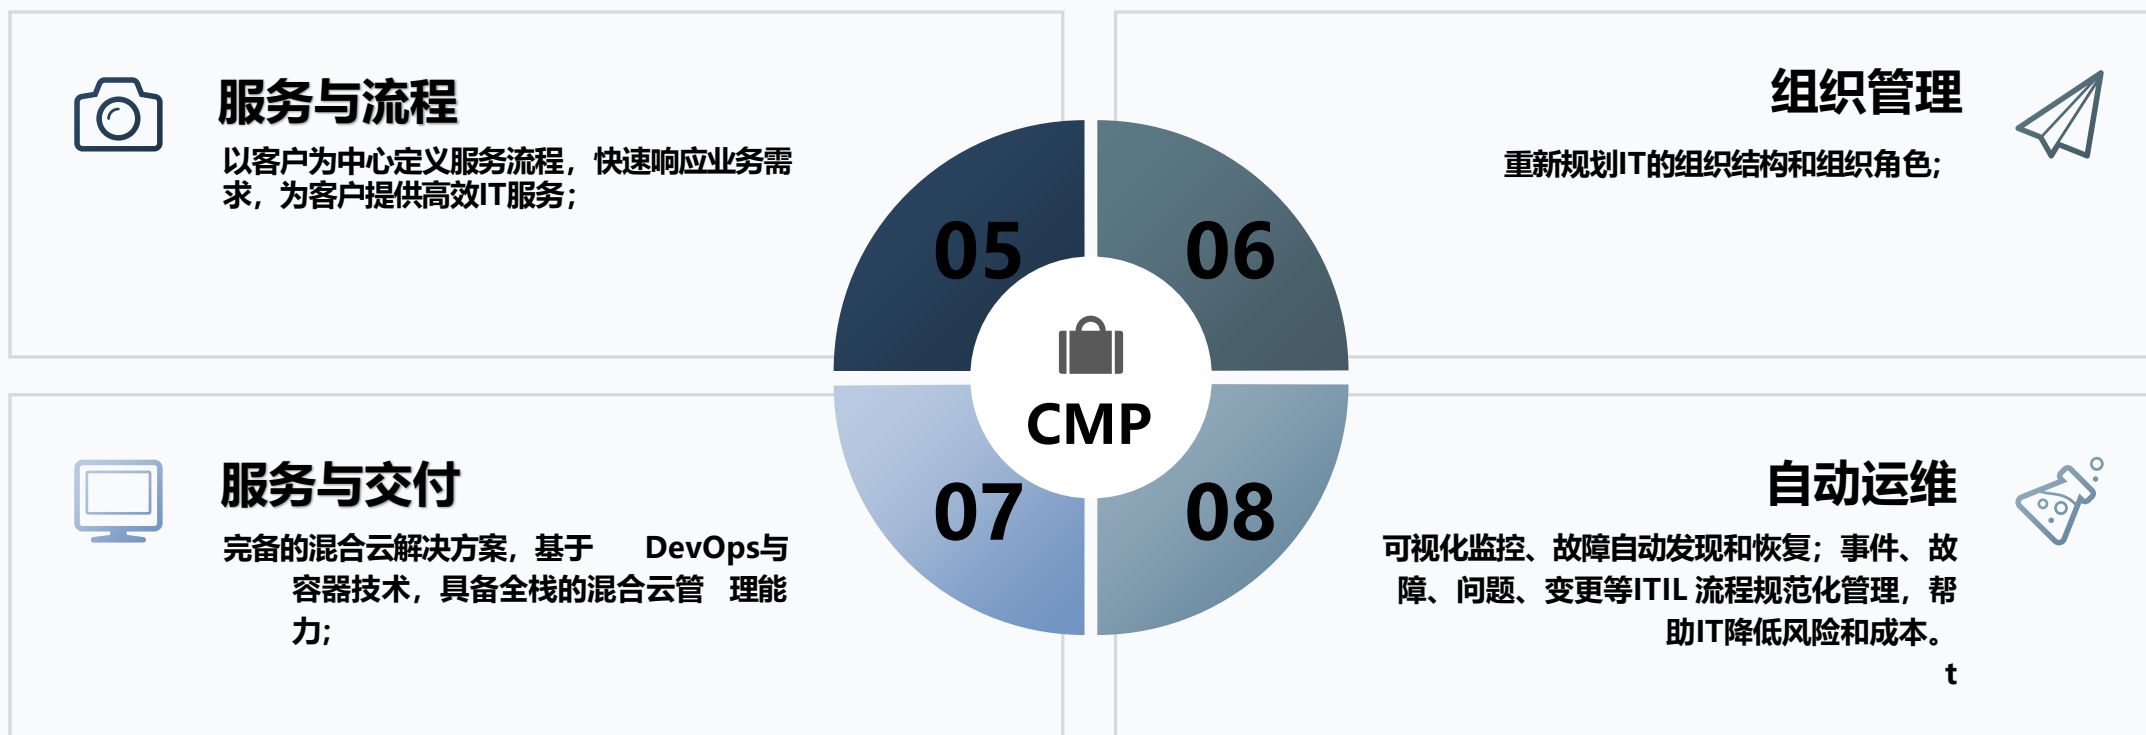 服务与流程
以客户为中心定义服务流程，快速响应业务需
求，为客户提供高效IT服务；
05
组织管理
重新规划IT的组织结构和组织角色；
06
CMP
服务与交付
完备的混合云解决方案，基于 DevOps与
容器技术，具备全栈的混合云管 理能
力；
07
自动运维
可视化监控、故障自动发现和恢复；事件、故
障、问题、变更等ITIL 流程规范化管理，帮
助IT降低风险和成本。
t
08